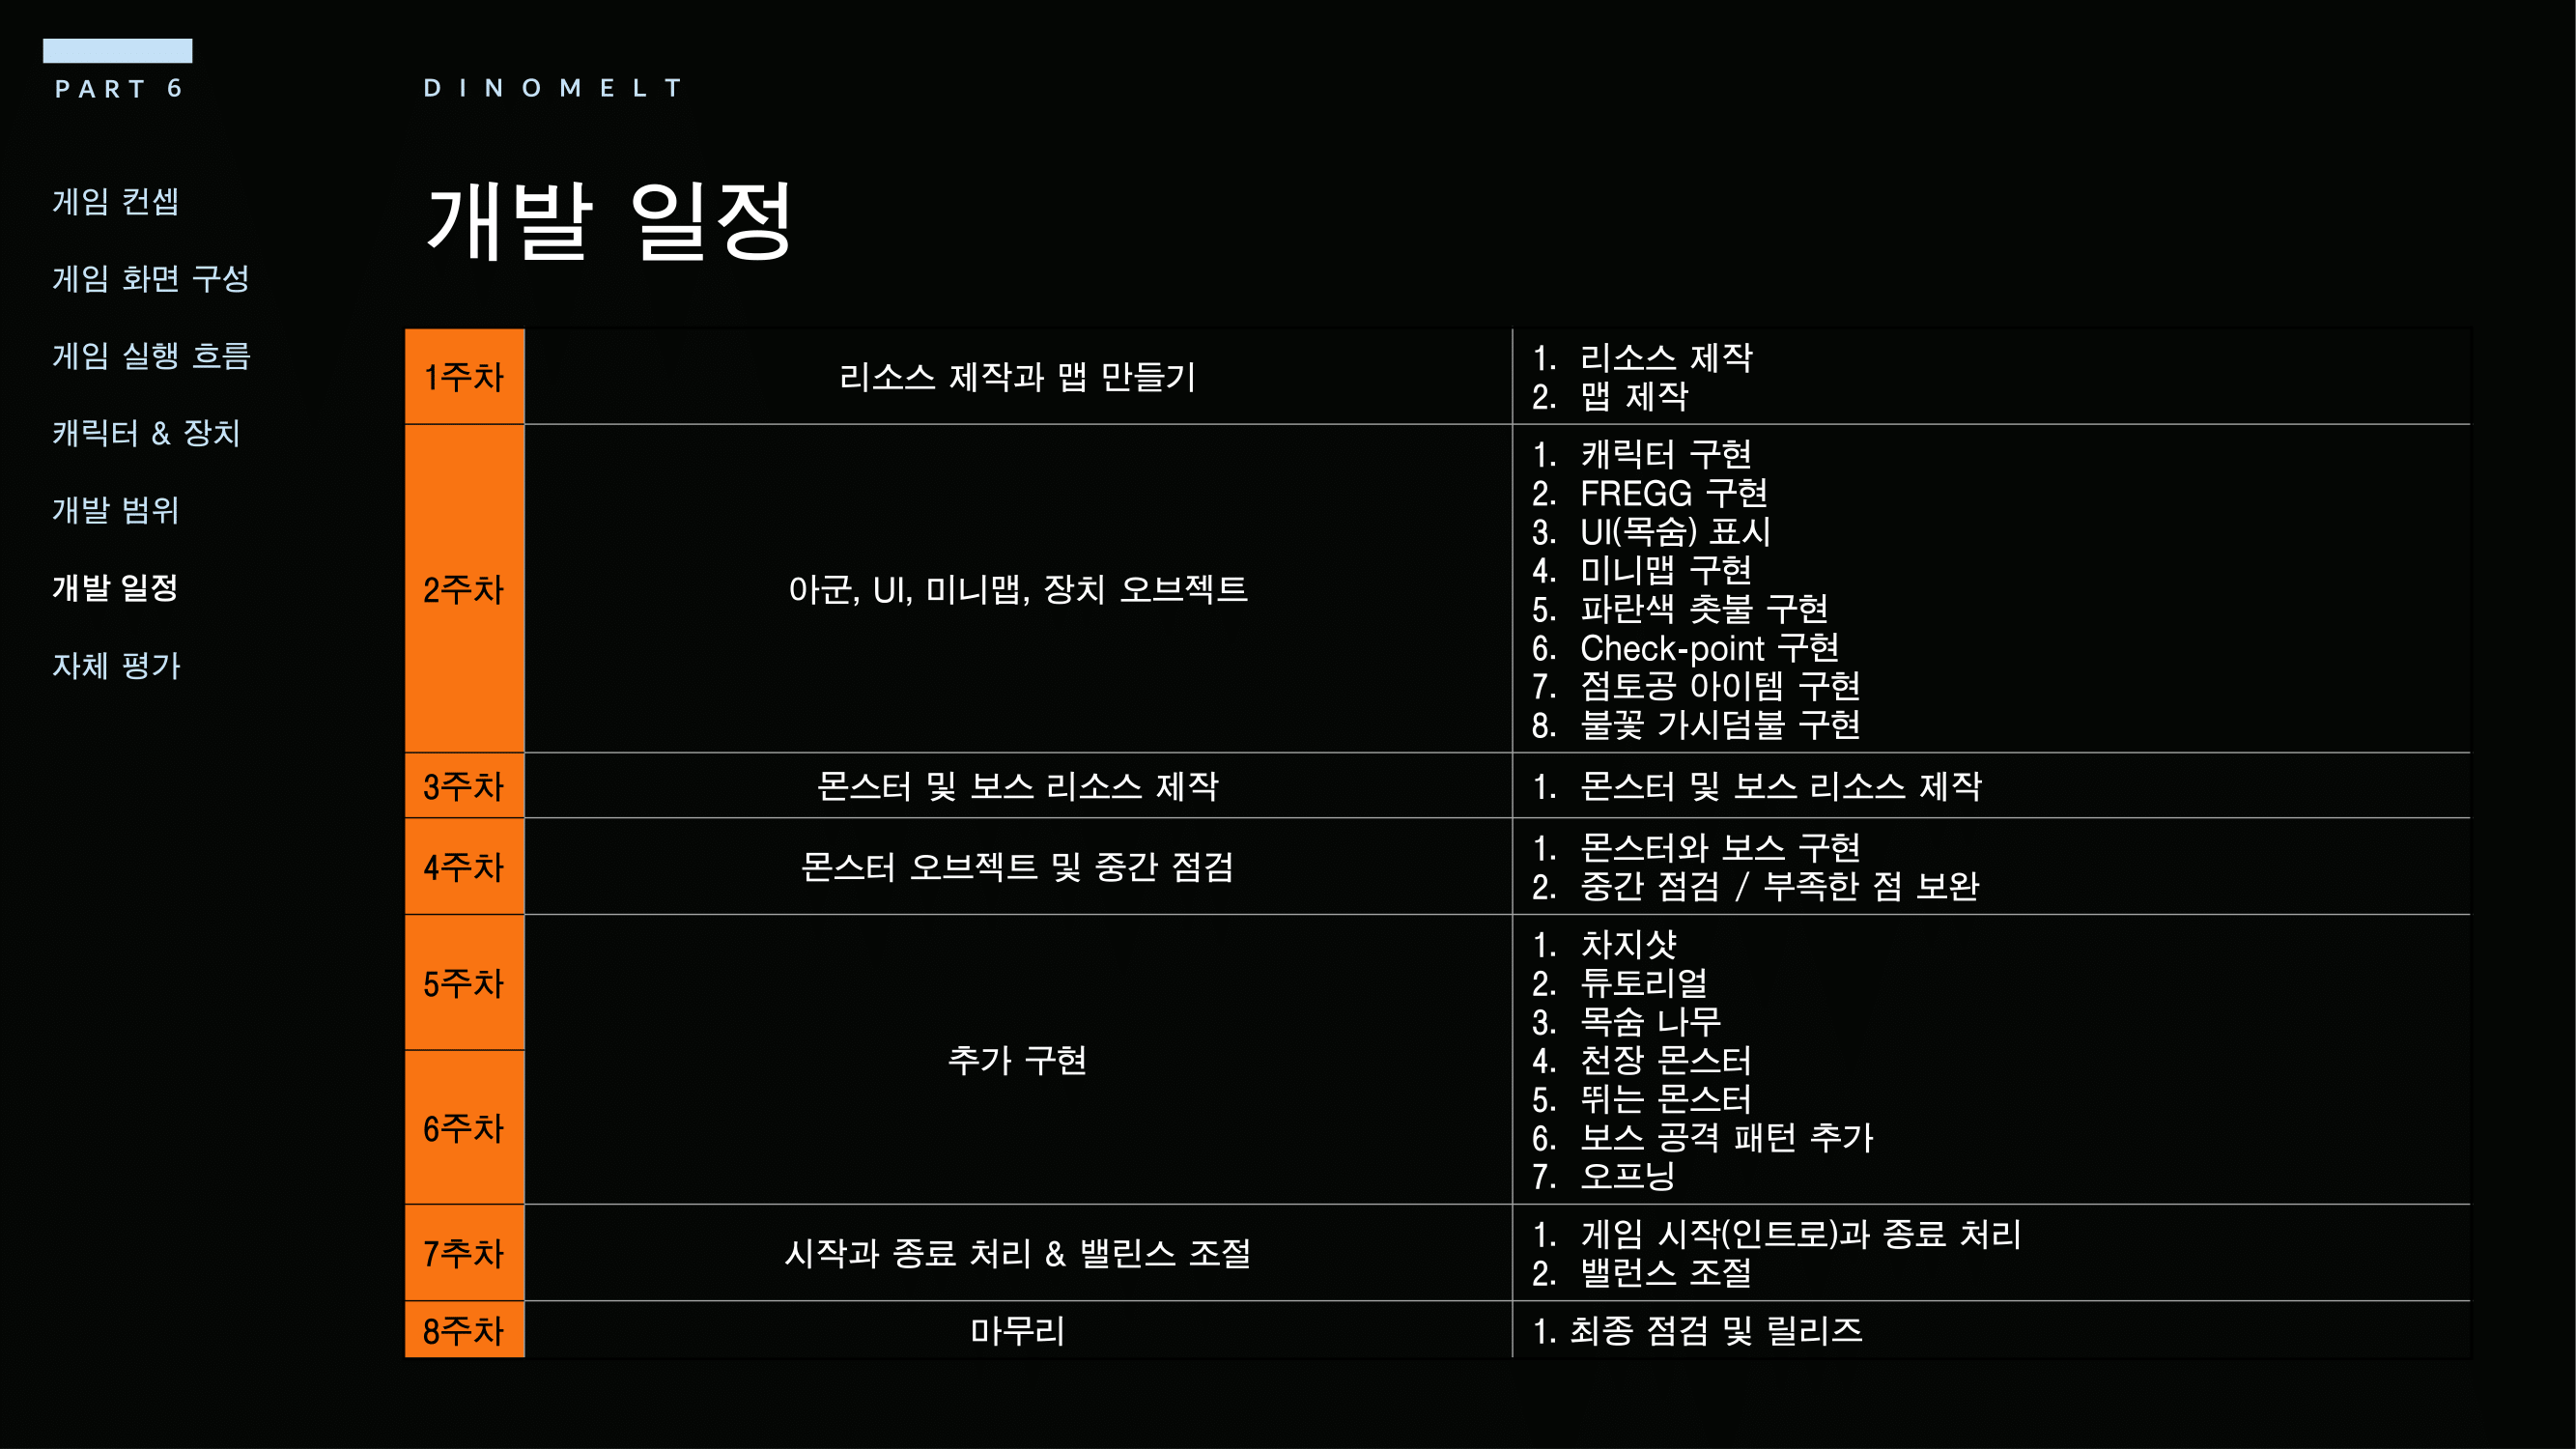 PART 6
DINOMELT
게임 컨셉
게임 화면 구성
게임 실행 흐름
캐릭터 & 장치
개발 범위
개발 일정
자체 평가
개발 일정
1주차
리소스 제작과 맵 만들기
1. 리소스 제작
2. 맵 제작
2주차
아군, UI, 미니맵, 장치 오브젝트
1. 캐릭터 구현
2. FREGG 구현
3. UI(목숨) 표시
4. 미니맵 구현
5. 파란색 촛불 구현
6. Check-point 구현
7. 점토공 아이템 구현
8. 불꽃 가시덤불 구현
3주차
몬스터 및 보스 리소스 제작
1. 몬스터 및 보스 리소스 제작
4주차
몬스터 오브젝트 및 중간 점검
1. 몬스터와 보스 구현
2. 중간 점검 / 부족한 점 보완
5주차
6주차
추가 구현
1. 차지샷
2. 튜토리얼
3. 목숨 나무
4. 천장 몬스터
5. 뛰는 몬스터
6. 보스 공격 패턴 추가
7. 오프닝
7추차
시작과 종료 처리 & 밸린스 조절
1. 게임 시작(인트로)과 종료 처리
2. 밸런스 조절
8주차
마무리
1. 최종 점검 및 릴리즈